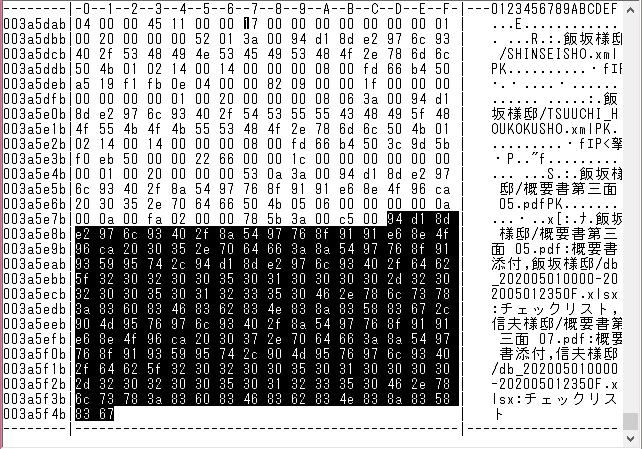 -0--1--2--3--4--5--6--7--8--9--A--B--C--D--E--F-|---0123456789ABCDEF
003a5dab|04 00 00 45 11 00 00 17 00 00 00 00 00 00 00 01| ...E............
003a5dbb|00 20 00 00 00 52 01 3a 00 94 d1 8d e2 97 6c 93| . ...R.:.飯坂様邸
003a5dcb|40 2f 53 48 49 4e 53 45 49 53 48 4f 2e 78 6d 6c| /SHINSEISHO.xml
003a5ddb|50 4b 01 02 14 00 14 00 00 00 08 00 fd 66 b4 50| PK..........・fIP
003a5deb|a5 19 f1 fb 0e 04 00 00 82 09 00 00 1f 00 00 00| ・.・...........
003a5dfb|00 00 00 00 01 00 20 00 00 00 08 06 3a 00 94 d1| ...... .....:.飯
003a5e0b|8d e2 97 6c 93 40 2f 54 53 55 55 43 48 49 5f 48| 坂様邸/TSUUCHI_H
003a5e1b|4f 55 4b 4f 4b 55 53 48 4f 2e 78 6d 6c 50 4b 01| OUKOKUSHO.xmlPK.
003a5e2b|02 14 00 14 00 00 00 08 00 fd 66 b4 50 3c 9d 5b| .........・fIP<拏
003a5e3b|f0 eb 50 00 00 22 66 00 00 1c 00 00 00 00 00 00| ・P.."f.........
003a5e4b|00 01 00 20 00 00 00 53 0a 3a 00 94 d1 8d e2 97| ... ...S.:.飯坂様
003a5e5b|6c 93 40 2f 8a 54 97 76 8f 91 91 e6 8e 4f 96 ca| 邸/概要書第三面
003a5e6b|20 30 35 2e 70 64 66 50 4b 05 06 00 00 00 00 0a| 05.pdfPK........
003a5e7b|00 0a 00 fa 02 00 00 78 5b 3a 00 c5 00 94 d1 8d| ...・...x[:.ナ.飯坂
003a5e8b|e2 97 6c 93 40 2f 8a 54 97 76 8f 91 91 e6 8e 4f| 様邸/概要書第三
003a5e9b|96 ca 20 30 35 2e 70 64 66 3a 8a 54 97 76 8f 91| 面 05.pdf:概要書
003a5eab|93 59 95 74 2c 94 d1 8d e2 97 6c 93 40 2f 64 62| 添付,飯坂様邸/db
003a5ebb|5f 32 30 32 30 30 35 30 31 30 30 30 30 2d 32 30| _202005010000-20
003a5ecb|32 30 30 35 30 31 32 33 35 30 46 2e 78 6c 73 78| 2005012350F.xlsx
003a5edb|3a 83 60 83 46 83 62 83 4e 83 8a 83 58 83 67 2c| :チェックリスト,
003a5eeb|90 4d 95 76 97 6c 93 40 2f 8a 54 97 76 8f 91 91| 信夫様邸/概要書第
003a5efb|e6 8e 4f 96 ca 20 30 37 2e 70 64 66 3a 8a 54 97| 三面 07.pdf:概要
003a5f0b|76 8f 91 93 59 95 74 2c 90 4d 95 76 97 6c 93 40| 書添付,信夫様邸
003a5f1b|2f 64 62 5f 32 30 32 30 30 35 30 31 30 30 30 30| /db_202005010000
003a5f2b|2d 32 30 32 30 30 35 30 31 32 33 35 30 46 2e 78| -202005012350F.x
003a5f3b|6c 73 78 3a 83 60 83 46 83 62 83 4e 83 8a 83 58| lsx:チェックリス
003a5f4b|83 67| ト